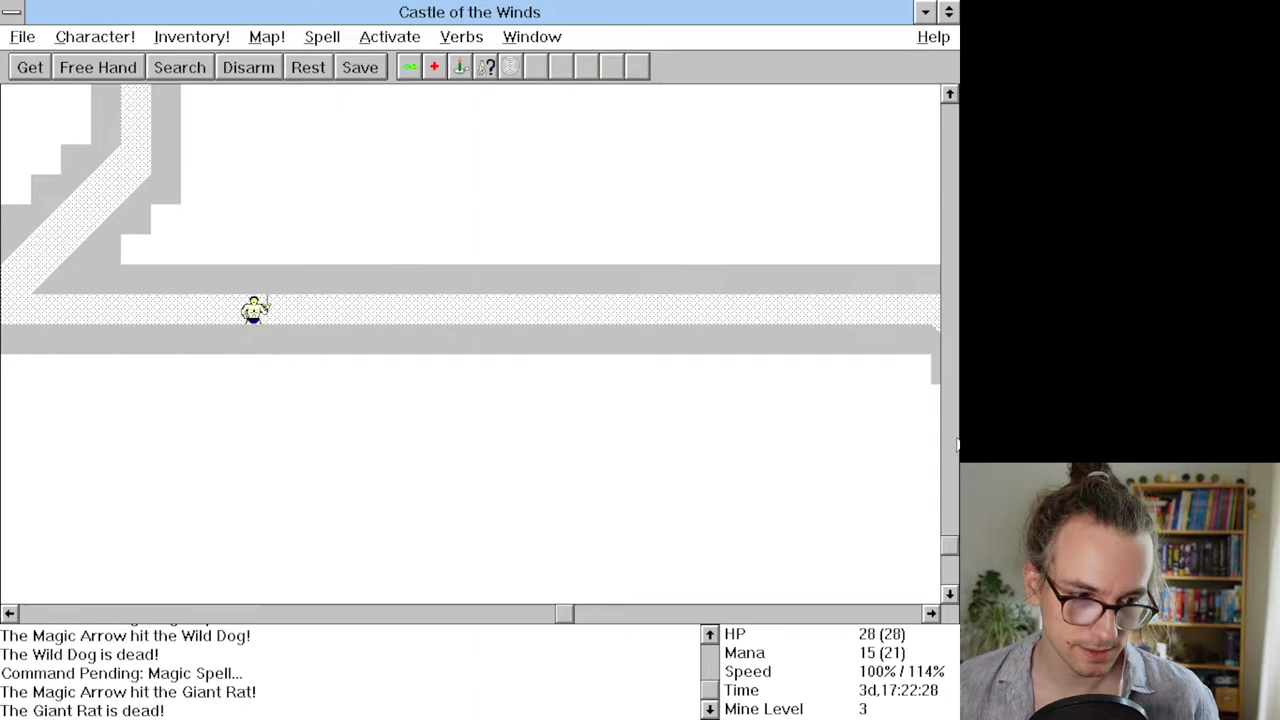 Castle of the Winds
File Character! Inventory! Map! Spell Activate Verbs Window Help
Get Free Hand Search Disarm Rest Save
The Magic Arrow hit the Wild Dog!
The Wild Dog is dead!
Command Pending: Magic Spell...
The Magic Arrow hit the Giant Rat!
The Giant Rat is dead!
HP 28 (28)
Mana 15 (21)
Speed 100% / 114%
Time 3d,17:22:28
Mine Level 3